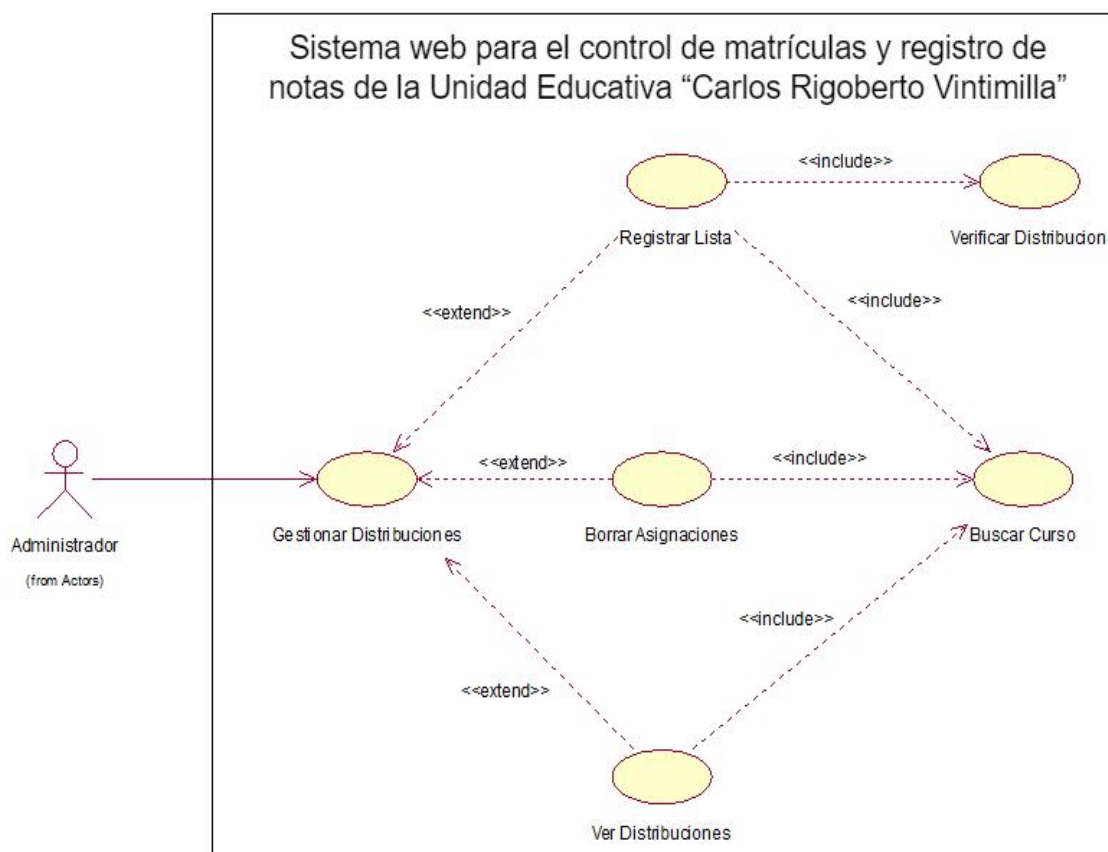 Sistema web para el control de matrículas y registro de
notas de la Unidad Educativa “Carlos Rigoberto Vintimilla”
<<include>>
Registrar Lista
Verificar Distribucion
<<extend>>
<<include>>
<<extend>>
<<include>>
Administrador
(from Actors)
Gestionar Distribuciones
Borrar Asignaciones
Buscar Curso
<<include>>
<<extend>>
Ver Distribuciones